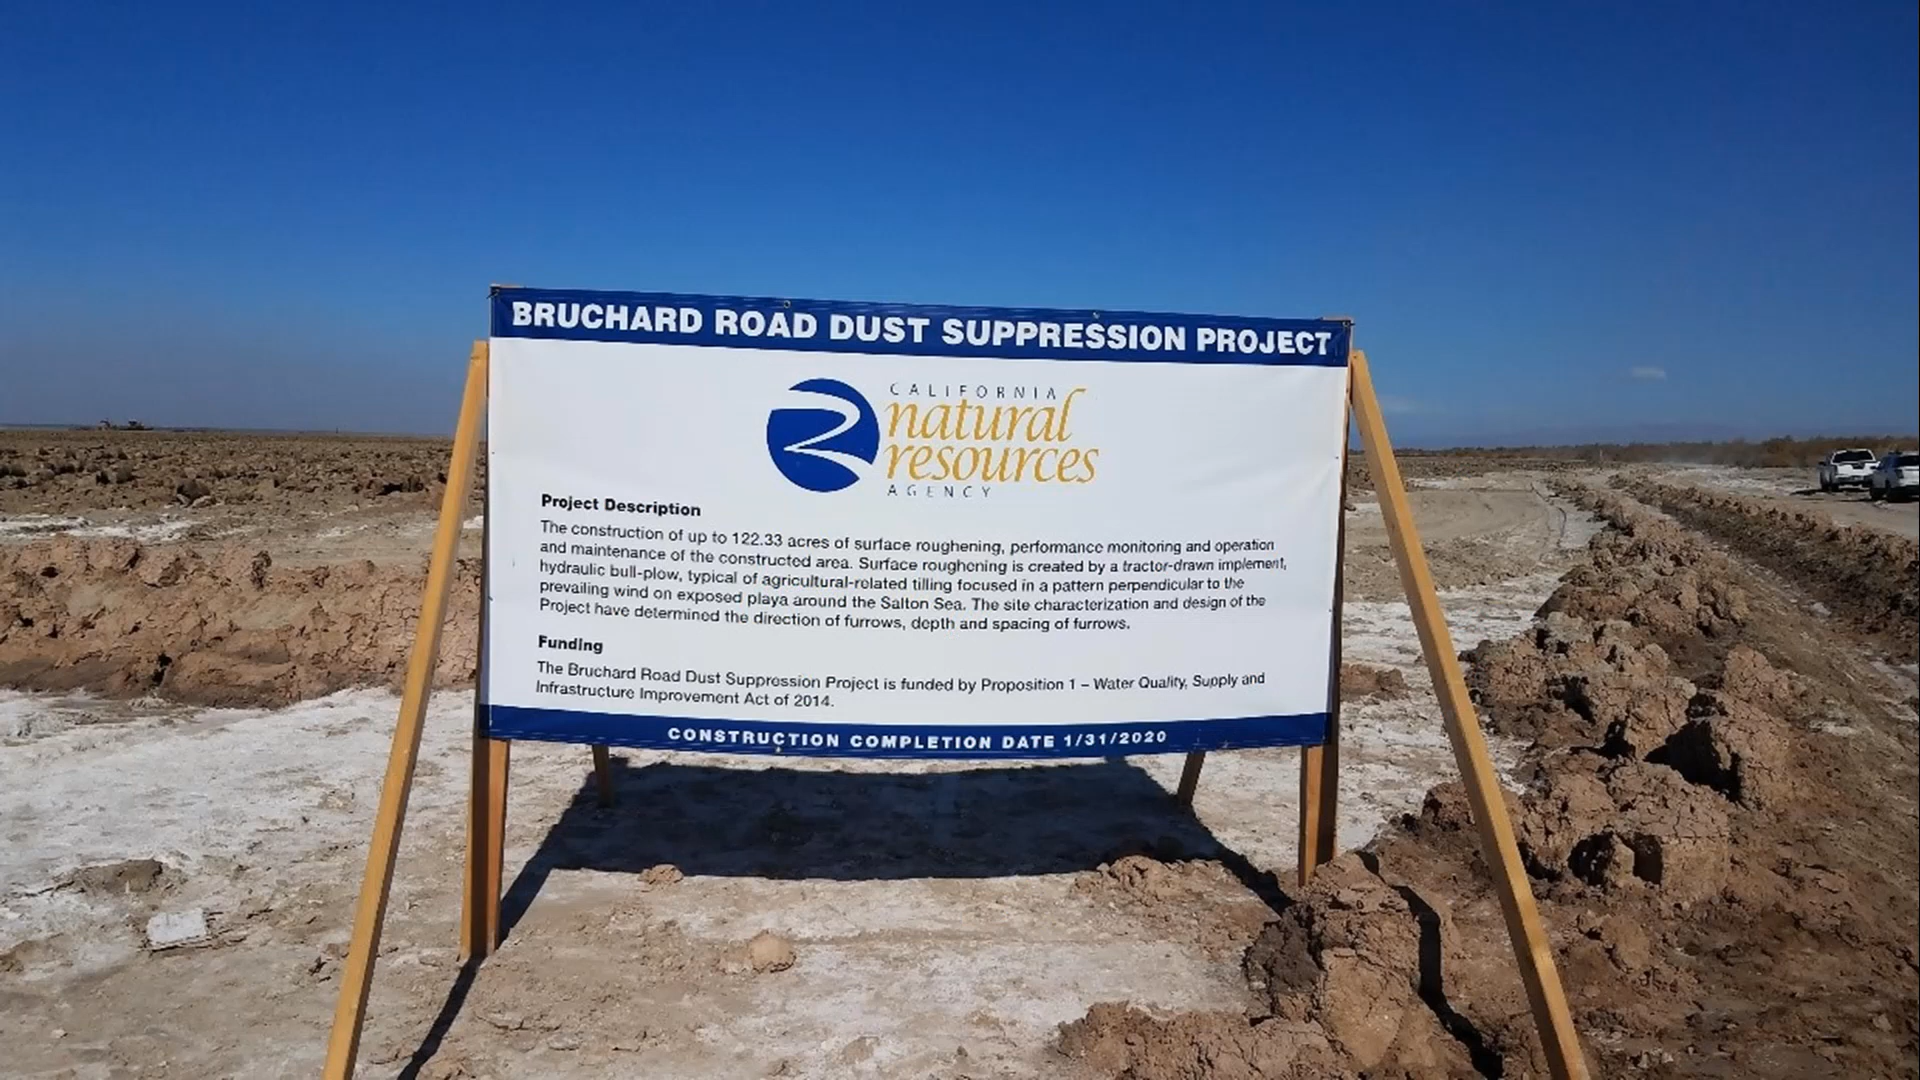 BRUCHARD ROAD DUST SUPPRESSION PROJECT
CALIFORNIA
natural
resources
AGENCY
Project Description
The construction of up to 122.33 acres of surface roughening, performance monitoring and operation
and maintenance of the constructed area. Surface roughening is created by a tractor-drawn implement,
hydraulic bull-plow, typical of agricultural-related tilling focused in a pattern perpendicular to the
prevailing wind on exposed playa around the Salton Sea. The site characterization and design of the
Project have determined the direction of furrows, depth and spacing of furrows.
Funding
The Bruchard Road Dust Suppression Project is funded by Proposition 1 – Water Quality, Supply and
Infrastructure Improvement Act of 2014.
CONSTRUCTION COMPLETION DATE 1/31/2020